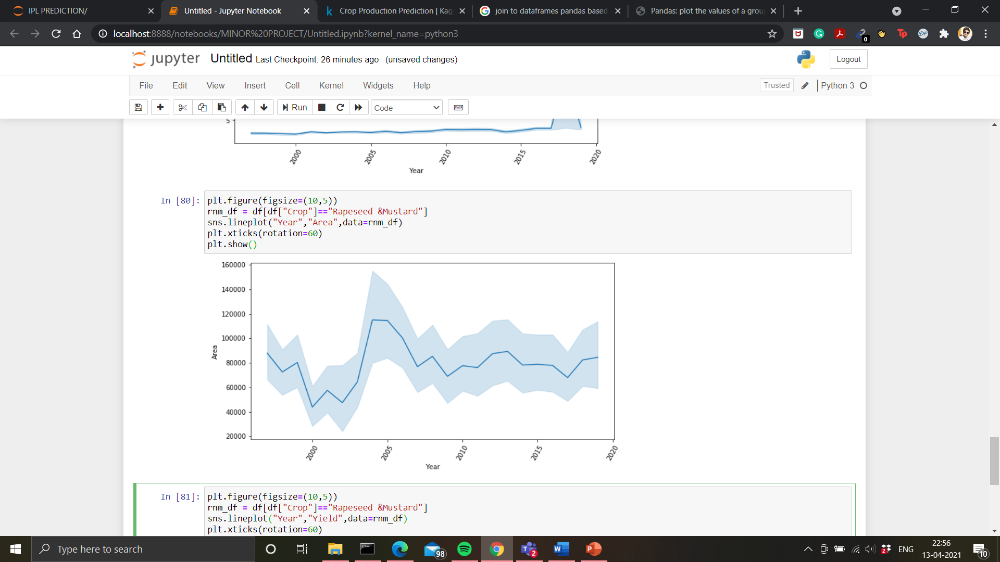 IPL PREDICTION/
Untitled - Jupyter Notebook
Crop Production Prediction | Kag
join to dataframes pandas based
Pandas: plot the values of a grou
localhost:8888/notebooks/MINOR%20PROJECT/Untitled.ipynb?kernel_name=python3
0
Tp
DP
jupyter
Untitled Last Checkpoint: 26 minutes ago (unsaved changes)
Logout
File Edit View Insert Cell Kernel Widgets Help
Trusted
Python 3
Run
Code
5
2000 2005 2010 2015 2020
Year
In [80]:
plt.figure(figsize=(10,5))
rnm_df = df[df["Crop"]=="Rapeseed &Mustard"]
sns.lineplot("Year","Area",data=rnm_df)
plt.xticks(rotation=60)
plt.show()
160000
140000
120000
100000
80000
60000
40000
20000
Area
2000 2005 2010 2015 2020
Year
In [81]:
plt.figure(figsize=(10,5))
rnm_df = df[df["Crop"]=="Rapeseed &Mustard"]
sns.lineplot("Year","Yield",data=rnm_df)
plt.xticks(rotation=60)
Type here to search
98
2
2
ENG
22:56
13-04-2021
10